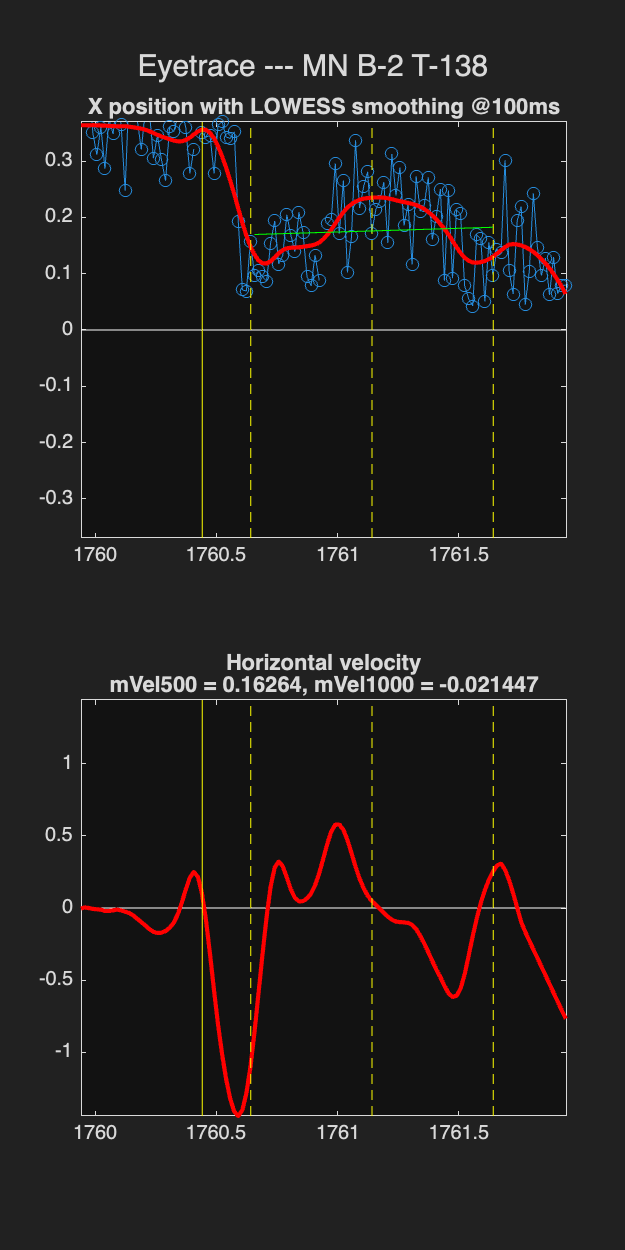 Eyetrace --- MN B-2 T-138
X position with LOWESS smoothing @100ms
0.3
0.2
0.1
0
-0.1
-0.2
-0.3
1760 1760.5 1761 1761.5
Horizontal velocity
mVel500 = 0.16264, mVel1000 = -0.021447
1
0.5
0
-0.5
-1
1760 1760.5 1761 1761.5